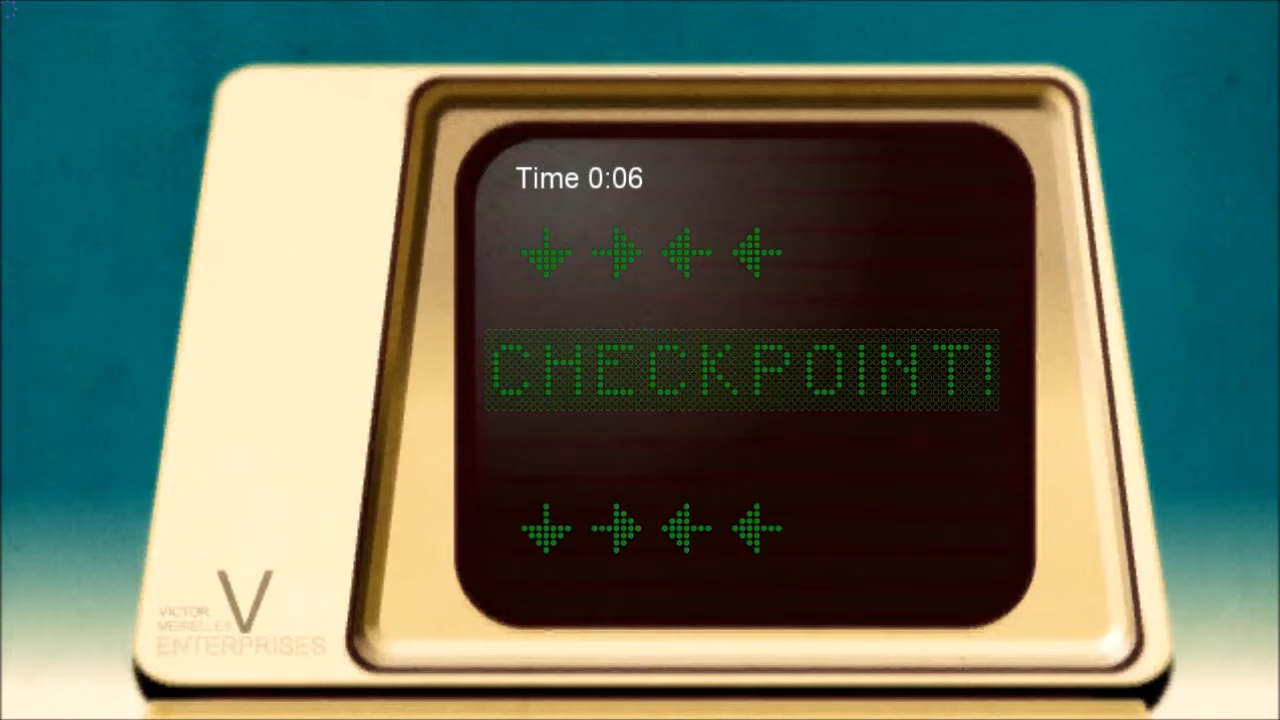 Time 0:06
CHECKPOINT!
V
VICTOR
MEIRELLES
ENTERPRISES